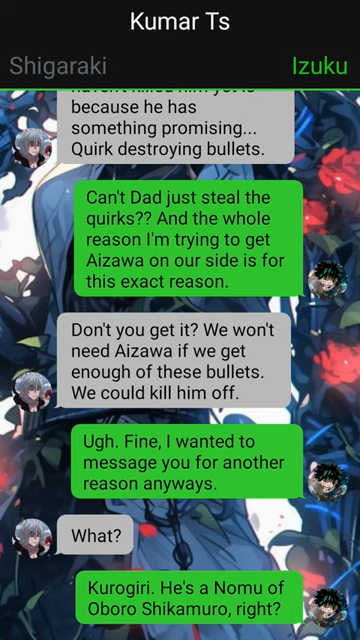 Kumar Ts
Shigaraki
Izuku
because he has
something promising...
Quirk destroying bullets.
Can't Dad just steal the
quirks?? And the whole
reason I'm trying to get
Aizawa on our side is for
this exact reason.
Don't you get it? We won't
need Aizawa if we get
enough of these bullets.
We could kill him off.
Ugh. Fine, I wanted to
message you for another
reason anyways.
What?
Kurogiri. He's a Nomu of
Oboro Shikamuro, right?